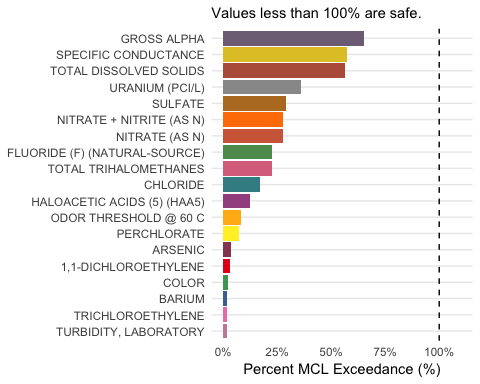 Values less than 100% are safe.
GROSS ALPHA
SPECIFIC CONDUCTANCE
TOTAL DISSOLVED SOLIDS
URANIUM (PCI/L)
SULFATE
NITRATE + NITRITE (AS N)
NITRATE (AS N)
FLUORIDE (F) (NATURAL-SOURCE)
TOTAL TRIHALOMETHANES
CHLORIDE
HALOACETIC ACIDS (5) (HAA5)
ODOR THRESHOLD @ 60 C
PERCHLORATE
ARSENIC
1,1-DICHLOROETHYLENE
COLOR
BARIUM
TRICHLOROETHYLENE
TURBIDITY, LABORATORY
0% 25% 50% 75% 100%
Percent MCL Exceedance (%)